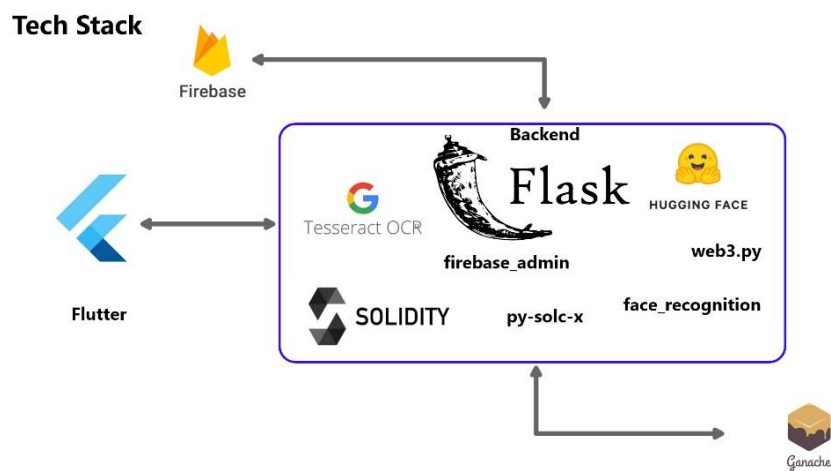 Tech Stack
Firebase
Backend
Flask
Tesseract OCR
HUGGING FACE
web3.py
firebase_admin
face_recognition
SOLIDITY
py-solc-x
Flutter
Ganache